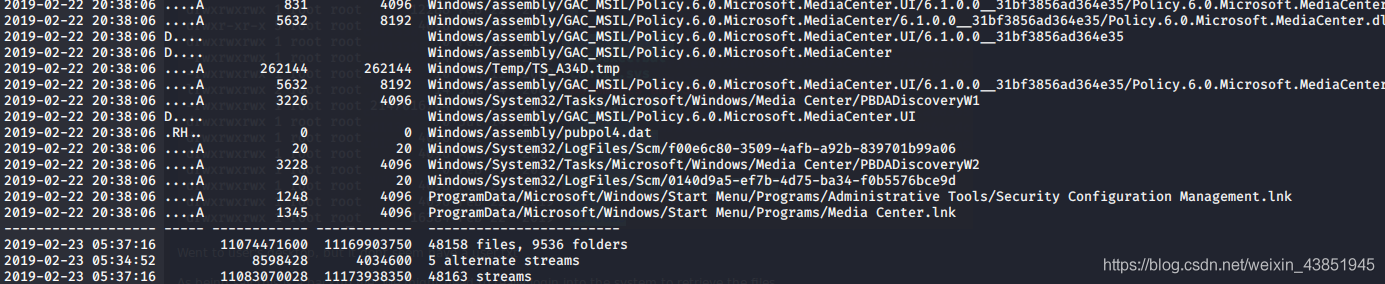 2019-02-22 20:38:06 ....A 831 4096 Windows/assembly/GAC_MSIL/Policy.6.0.Microsoft.MediaCenter.UI/6.1.0.0__31bf3856ad364e35/Policy.6.0.Microsoft.MediaCenter
2019-02-22 20:38:06 ....A 5632 8192 Windows/assembly/GAC_MSIL/Policy.6.0.Microsoft.MediaCenter/6.1.0.0__31bf3856ad364e35/Policy.6.0.Microsoft.MediaCenter.dl
2019-02-22 20:38:06 D.... Windows/assembly/GAC_MSIL/Policy.6.0.Microsoft.MediaCenter.UI/6.1.0.0__31bf3856ad364e35
2019-02-22 20:38:06 D.... Windows/assembly/GAC_MSIL/Policy.6.0.Microsoft.MediaCenter
2019-02-22 20:38:06 ....A 262144 262144 Windows/Temp/TS_A34D.tmp
2019-02-22 20:38:06 ....A 5632 8192 Windows/assembly/GAC_MSIL/Policy.6.0.Microsoft.MediaCenter.UI/6.1.0.0__31bf3856ad364e35/Policy.6.0.Microsoft.MediaCenter
2019-02-22 20:38:06 ....A 3226 4096 Windows/System32/Tasks/Microsoft/Windows/Media Center/PBDADiscoveryW1
2019-02-22 20:38:06 D.... Windows/assembly/GAC_MSIL/Policy.6.0.Microsoft.MediaCenter.UI
2019-02-22 20:38:06 .RH.. 0 0 Windows/assembly/pubpol4.dat
2019-02-22 20:38:06 ....A 20 20 Windows/System32/LogFiles/Scm/f00e6c80-3509-4afb-a92b-839701b99a06
2019-02-22 20:38:06 ....A 3228 4096 Windows/System32/Tasks/Microsoft/Windows/Media Center/PBDADiscoveryW2
2019-02-22 20:38:06 ....A 20 20 Windows/System32/LogFiles/Scm/0140d9a5-ef7b-4d75-ba34-f0b5576bce9d
2019-02-22 20:38:06 ....A 1248 4096 ProgramData/Microsoft/Windows/Start Menu/Programs/Administrative Tools/Security Configuration Management.lnk
2019-02-22 20:38:06 ....A 1345 4096 ProgramData/Microsoft/Windows/Start Menu/Programs/Media Center.lnk
------------------- ----- ------------ ------------ ------------------------
2019-02-23 05:37:16 11074471600 11169903750 48158 files, 9536 folders
2019-02-23 05:34:52 8598428 4034600 5 alternate streams
2019-02-23 05:37:16 11083070028 11173938350 48163 streams
https://blog.csdn.net/weixin_43851945